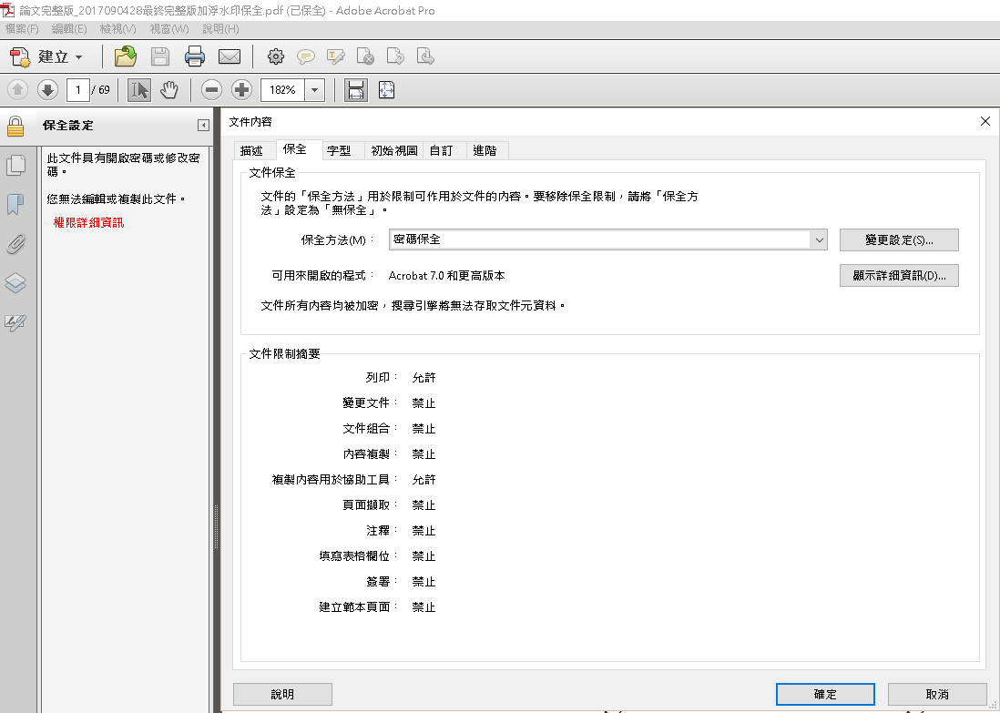 論文完整版_2017090428最終完整版加浮水印保全.pdf (已保全) - Adobe Acrobat Pro
檔案(F) 編輯(E) 檢視(V) 視窗(W) 說明(H)
建立
1 / 69 182%
保全設定
此文件具有開啟密碼或修改密
碼。
您無法編輯或複製此文件。
權限詳細資訊
文件內容
描述 保全 字型 初始視圖 自訂 進階
文件保全
文件的「保全方法」用於限制可作用於文件的內容。要移除保全限制，請將「保全方
法」設定為「無保全」。
保全方法(M)： 密碼保全 變更設定(S)...
可用來開啟的程式： Acrobat 7.0 和更高版本 顯示詳細資訊(D)...
文件所有內容均被加密，搜尋引擎將無法存取文件元資料。
文件限制摘要
列印： 允許
變更文件： 禁止
文件組合： 禁止
內容複製： 禁止
複製內容用於協助工具： 允許
頁面擷取： 禁止
注釋： 禁止
填寫表格欄位： 禁止
簽署： 禁止
建立範本頁面： 禁止
說明 確定 取消